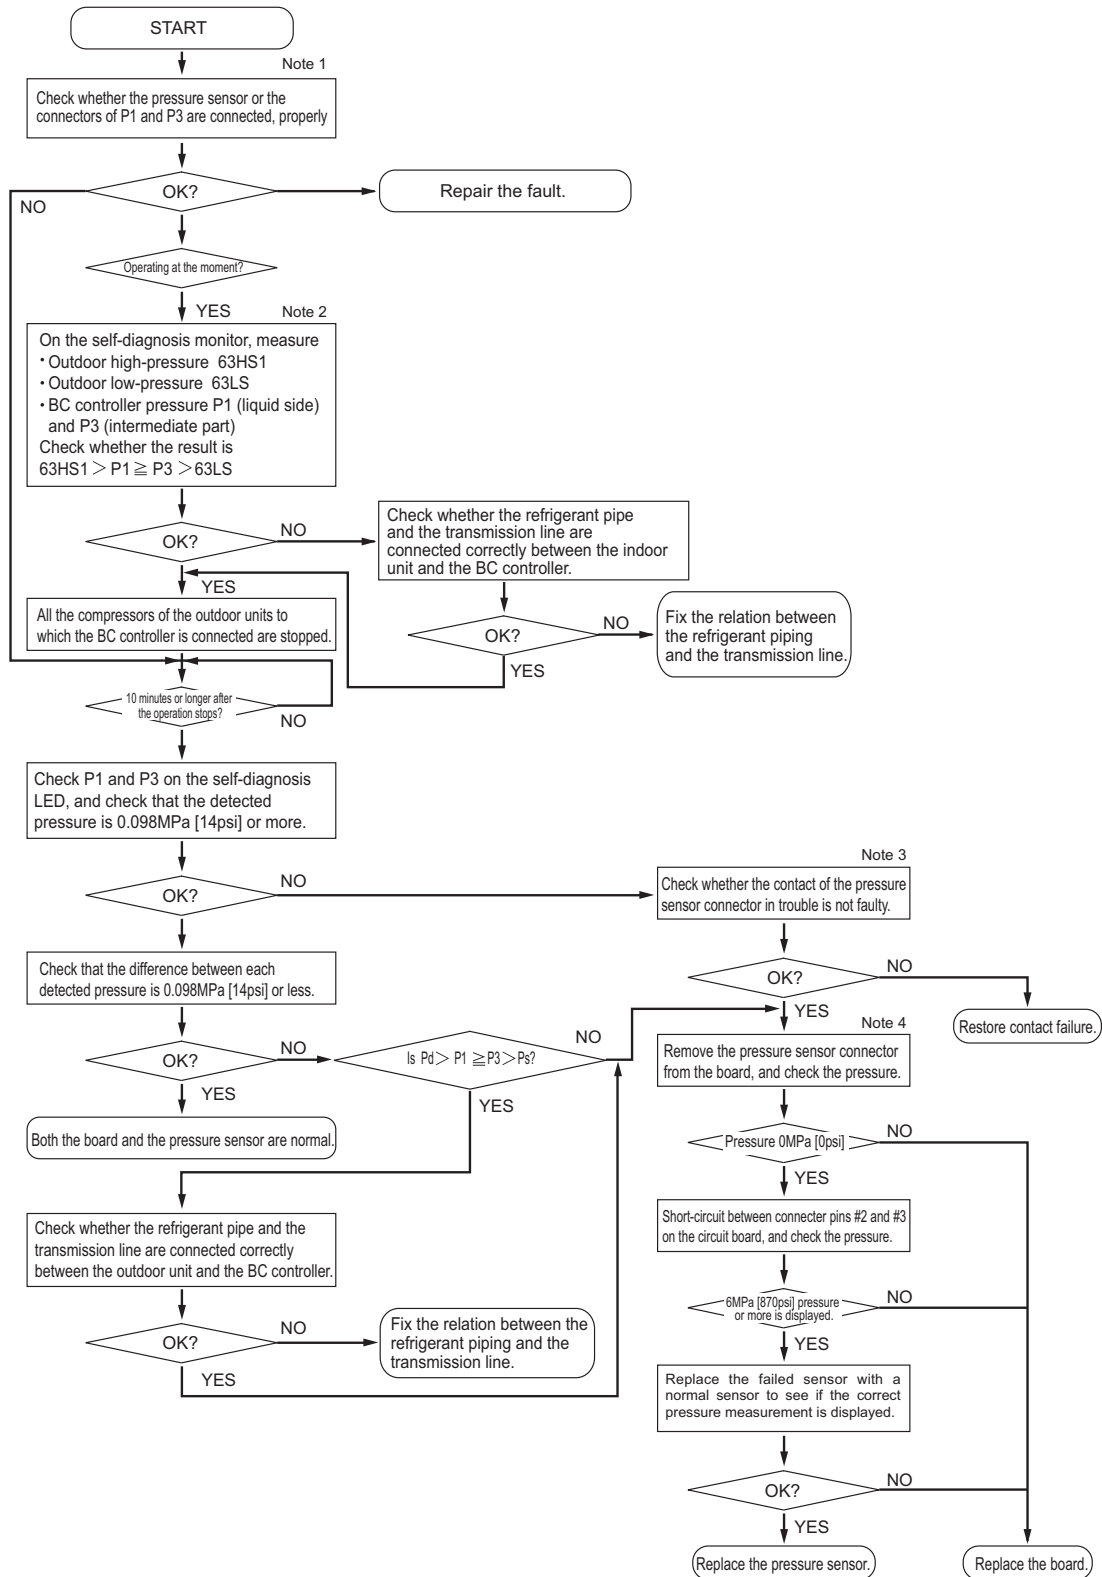 START
Note 1
Check whether the pressure sensor or the
connectors of P1 and P3 are connected, properly
OK?
Repair the fault.
NO
Operating at the moment?
YES
Note 2
On the self-diagnosis monitor, measure
・Outdoor high-pressure 63HS1
・Outdoor low-pressure 63LS
・BC controller pressure P1 (liquid side)
and P3 (intermediate part)
Check whether the result is
63HS1＞P1≧P3＞63LS
OK?
NO
Check whether the refrigerant pipe
and the transmission line are
connected correctly between the indoor
unit and the BC controller.
YES
All the compressors of the outdoor units to
which the BC controller is connected are stopped.
OK?
NO
Fix the relation between
the refrigerant piping
and the transmission line.
YES
10 minutes or longer after
the operation stops?
NO
Check P1 and P3 on the self-diagnosis
LED, and check that the detected
pressure is 0.098MPa [14psi] or more.
OK?
NO
Note 3
Check whether the contact of the pressure
sensor connector in trouble is not faulty.
Check that the difference between each
detected pressure is 0.098MPa [14psi] or less.
OK?
NO
Restore contact failure.
YES
Note 4
Remove the pressure sensor connector
from the board, and check the pressure.
OK?
NO
Is Pd＞P1≧P3＞Ps?
NO
YES
YES
Both the board and the pressure sensor are normal.
Pressure 0MPa [0psi]
NO
YES
Check whether the refrigerant pipe and the
transmission line are connected correctly
between the outdoor unit and the BC controller.
Short-circuit between connecter pins #2 and #3
on the circuit board, and check the pressure.
OK?
NO
Fix the relation between the
refrigerant piping and the
transmission line.
YES
6MPa [870psi] pressure
or more is displayed.
NO
YES
Replace the failed sensor with a
normal sensor to see if the correct
pressure measurement is displayed.
OK?
NO
YES
Replace the pressure sensor.
Replace the board.